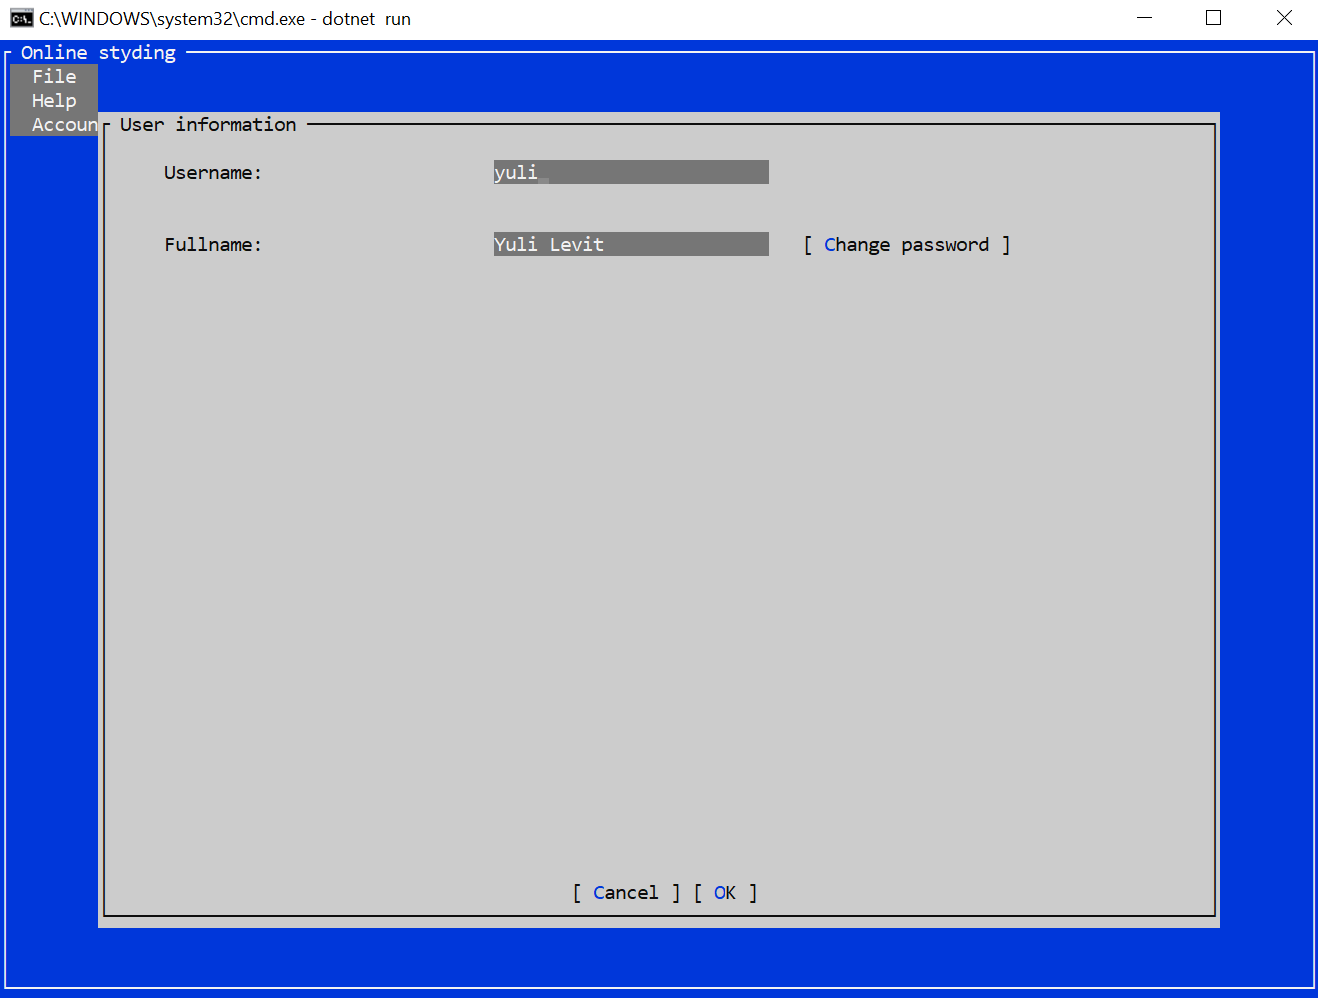 C:\WINDOWS\system32\cmd.exe - dotnet  run
Online styding
File
Help
Accoun
User information
Username: yuli
Fullname: Yuli Levit [ Change password ]
[ Cancel ] [ OK ]